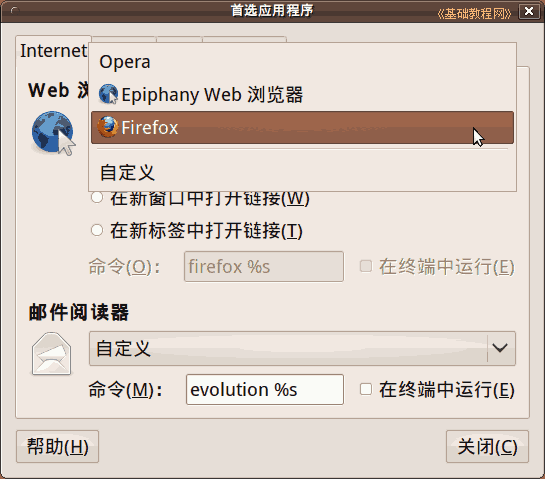 首选应用程序
《基础教程网》
Internet
Web 浏
Opera
Epiphany Web 浏览器
Firefox
自定义
在新窗口中打开链接(W)
在新标签中打开链接(T)
命令(O): firefox %s 在终端中运行(E)
邮件阅读器
自定义
命令(M): evolution %s 在终端中运行(E)
帮助(H) 关闭(C)